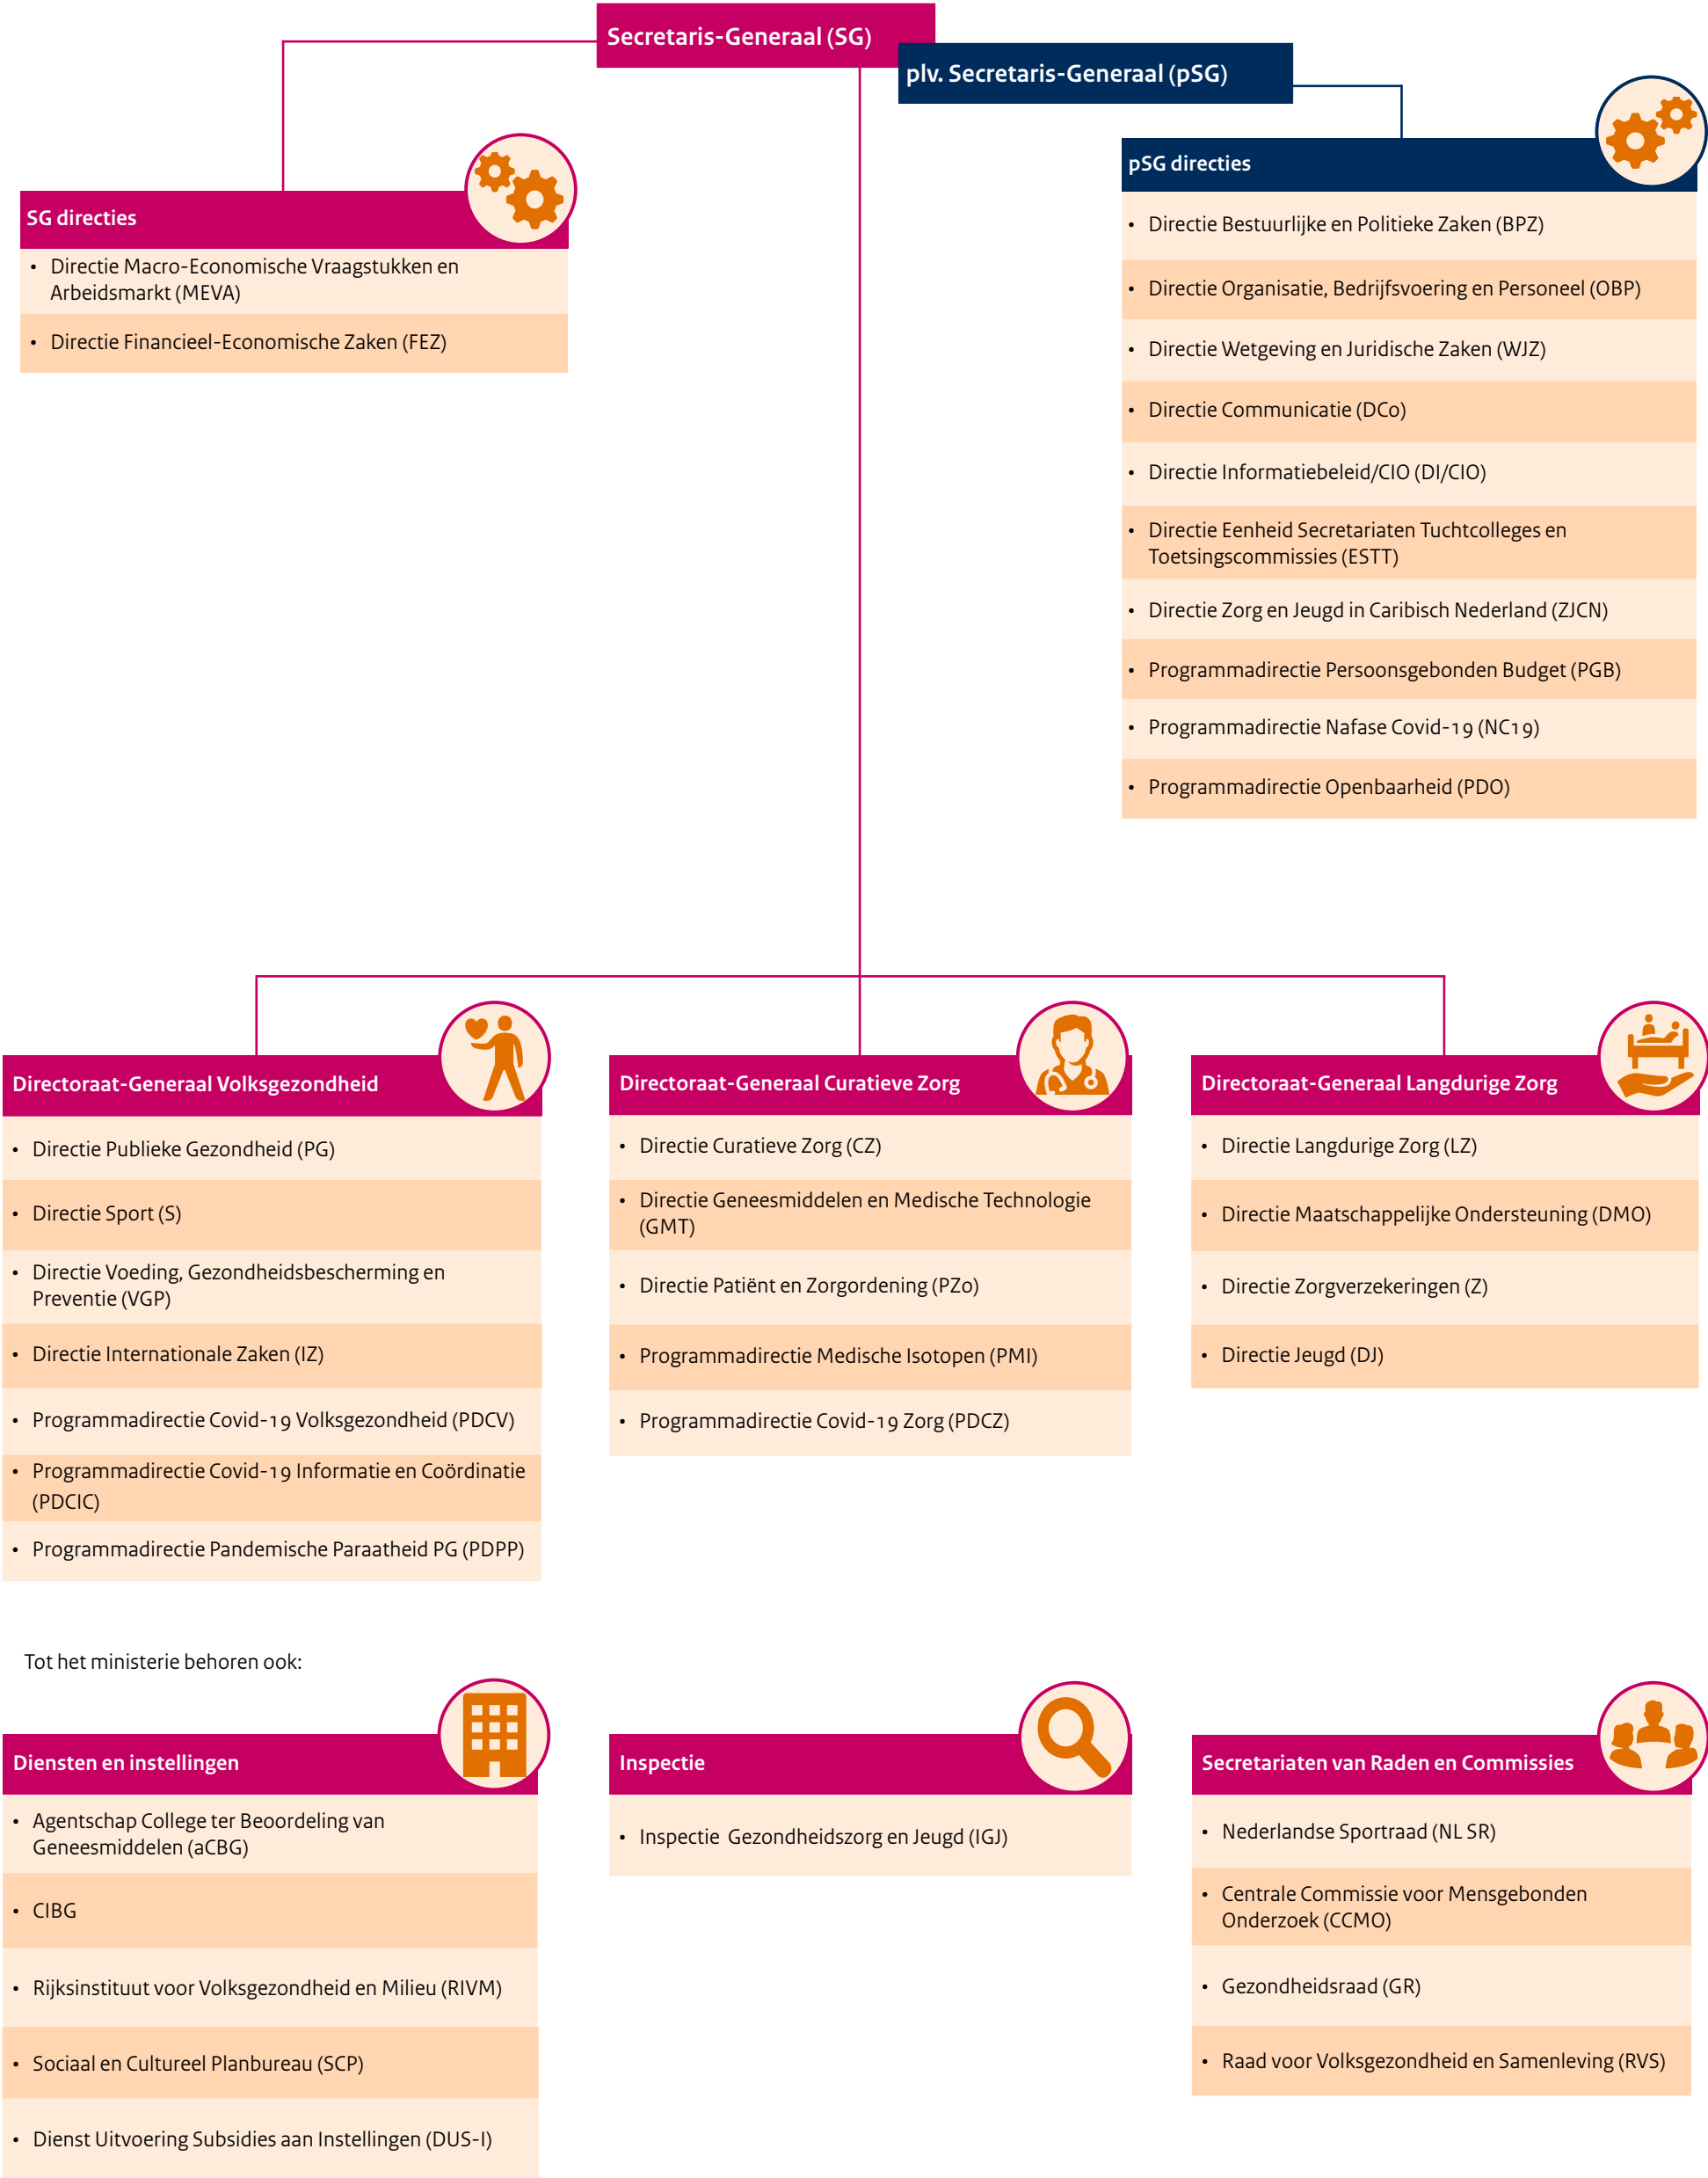 Secretaris-Generaal (SG)
plv. Secretaris-Generaal (pSG)
SG directies
• Directie Macro-Economische Vraagstukken en
Arbeidsmarkt (MEVA)
• Directie Financieel-Economische Zaken (FEZ)
pSG directies
• Directie Bestuurlijke en Politieke Zaken (BPZ)
• Directie Organisatie, Bedrijfsvoering en Personeel (OBP)
• Directie Wetgeving en Juridische Zaken (WJZ)
• Directie Communicatie (DCo)
• Directie Informatiebeleid/CIO (DI/CIO)
• Directie Eenheid Secretariaten Tuchtcolleges en
Toetsingscommissies (ESTT)
• Directie Zorg en Jeugd in Caribisch Nederland (ZJCN)
• Programmadirectie Persoonsgebonden Budget (PGB)
• Programmadirectie Nafase Covid-19 (NC19)
• Programmadirectie Openbaarheid (PDO)
Directoraat-Generaal Volksgezondheid
• Directie Publieke Gezondheid (PG)
• Directie Sport (S)
• Directie Voeding, Gezondheidsbescherming en
Preventie (VGP)
• Directie Internationale Zaken (IZ)
• Programmadirectie Covid-19 Volksgezondheid (PDCV)
• Programmadirectie Covid-19 Informatie en Coördinatie
(PDCIC)
• Programmadirectie Pandemische Paraatheid PG (PDPP)
Directoraat-Generaal Curatieve Zorg
• Directie Curatieve Zorg (CZ)
• Directie Geneesmiddelen en Medische Technologie
(GMT)
• Directie Patiënt en Zorgordening (PZo)
• Programmadirectie Medische Isotopen (PMI)
• Programmadirectie Covid-19 Zorg (PDCZ)
Directoraat-Generaal Langdurige Zorg
• Directie Langdurige Zorg (LZ)
• Directie Maatschappelijke Ondersteuning (DMO)
• Directie Zorgverzekeringen (Z)
• Directie Jeugd (DJ)
Tot het ministerie behoren ook:
Diensten en instellingen
• Agentschap College ter Beoordeling van
Geneesmiddelen (aCBG)
• CIBG
• Rijksinstituut voor Volksgezondheid en Milieu (RIVM)
• Sociaal en Cultureel Planbureau (SCP)
• Dienst Uitvoering Subsidies aan Instellingen (DUS-I)
Inspectie
• Inspectie Gezondheidszorg en Jeugd (IGJ)
Secretariaten van Raden en Commissies
• Nederlandse Sportraad (NL SR)
• Centrale Commissie voor Mensgebonden
Onderzoek (CCMO)
• Gezondheidsraad (GR)
• Raad voor Volksgezondheid en Samenleving (RVS)